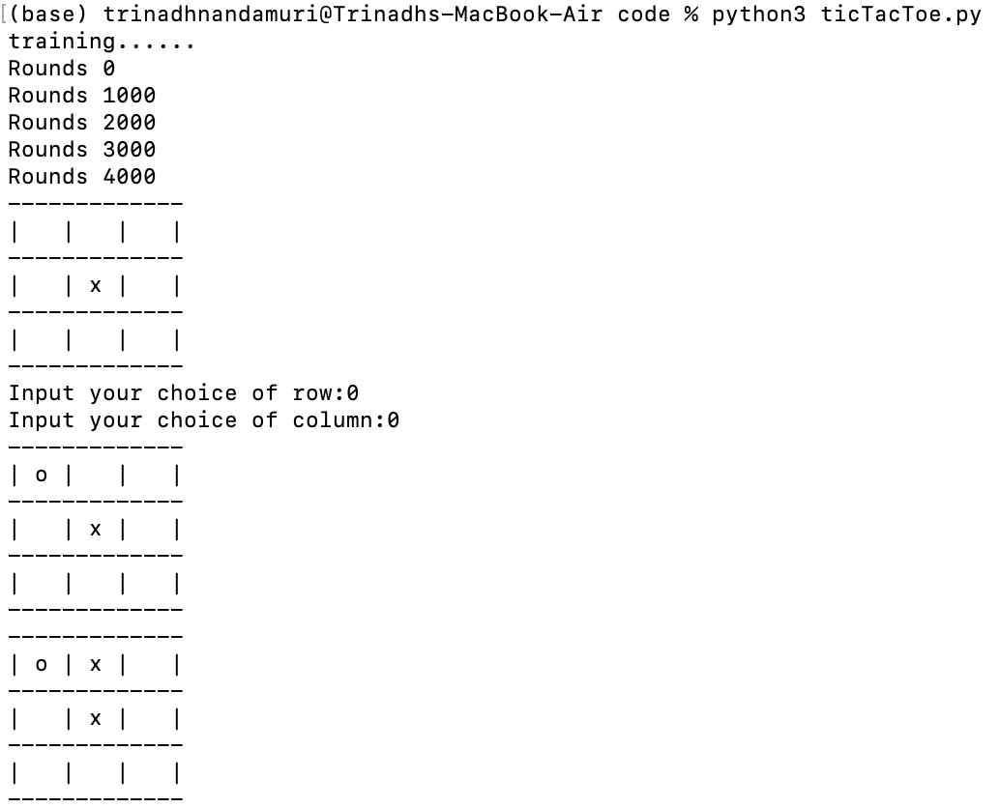 (base) trinadhnandamuri@Trinadhs-MacBook-Air code % python3 ticTacToe.py
training......
Rounds 0
Rounds 1000
Rounds 2000
Rounds 3000
Rounds 4000
-------------
|   |   |   |
-------------
|   | x |   |
-------------
|   |   |   |
-------------
Input your choice of row:0
Input your choice of column:0
-------------
| o |   |   |
-------------
|   | x |   |
-------------
|   |   |   |
-------------
-------------
| o | x |   |
-------------
|   | x |   |
-------------
|   |   |   |
-------------